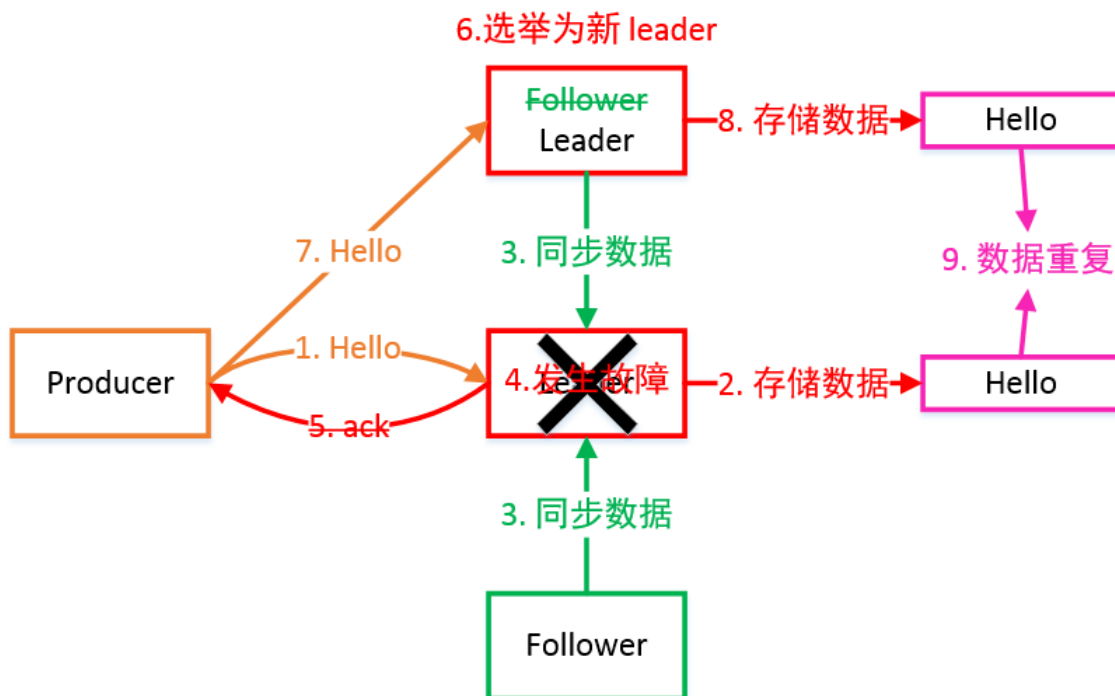 6.选举为新 leader
Follower
Leader
8. 存储数据
Hello
7. Hello
3. 同步数据
9. 数据重复
Producer
1. Hello
4.发生故障
Leader
2. 存储数据
Hello
5. ack
3. 同步数据
Follower